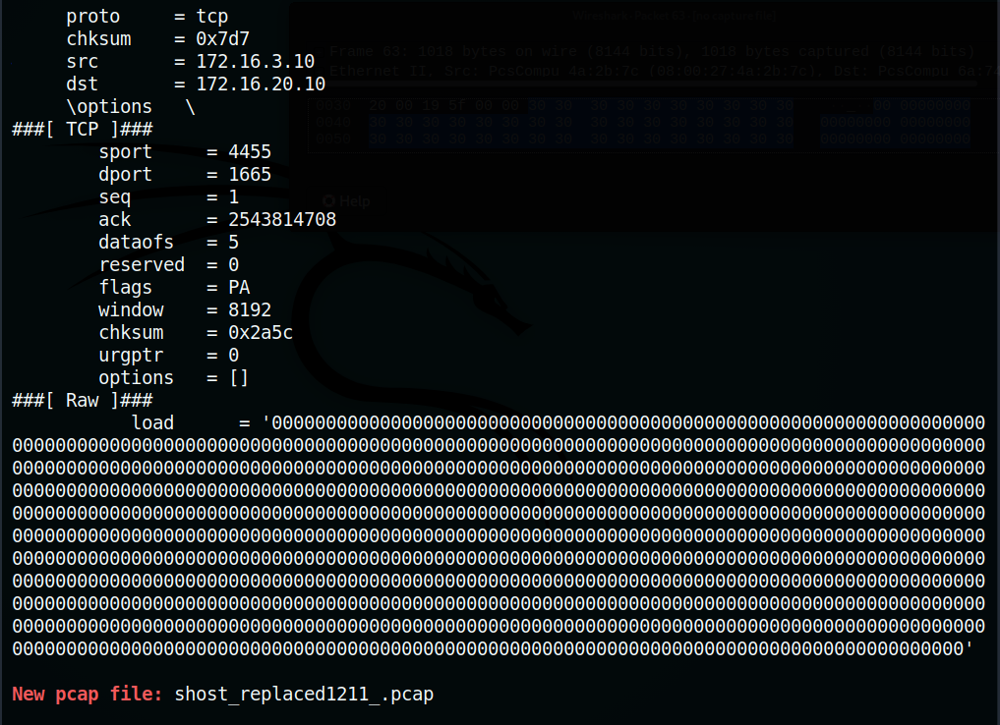 proto = tcp
chksum = 0x7d7
src = 172.16.3.10
dst = 172.16.20.10
\options \
###[ TCP ]###
sport = 4455
dport = 1665
seq = 1
ack = 2543814708
dataofs = 5
reserved = 0
flags = PA
window = 8192
chksum = 0x2a5c
urgptr = 0
options = []
###[ Raw ]###
load = '000000000000000000000000000000000000000000000000000000000000000000
000000000000000000000000000000000000000000000000000000000000000000000000000000000000000000
000000000000000000000000000000000000000000000000000000000000000000000000000000000000000000
000000000000000000000000000000000000000000000000000000000000000000000000000000000000000000
000000000000000000000000000000000000000000000000000000000000000000000000000000000000000000
000000000000000000000000000000000000000000000000000000000000000000000000000000000000000000
000000000000000000000000000000000000000000000000000000000000000000000000000000000000000000
000000000000000000000000000000000000000000000000000000000000000000000000000000000000000000
000000000000000000000000000000000000000000000000000000000000000000000000000000000000000000
000000000000000000000000000000000000000000000000000000000000000000000000000000000000000000
0000000000000000000000000000000000000000000000000000000000000000000000000000000000000000'
New pcap file: shost_replaced1211_.pcap
Frame 63: 1018 bytes on wire (8144 bits), 1018 bytes captured (8144 bits)
Ethernet II, Src: PcsCompu_4a:2b:7c (08:00:27:4a:2b:7c), Dst:
Help